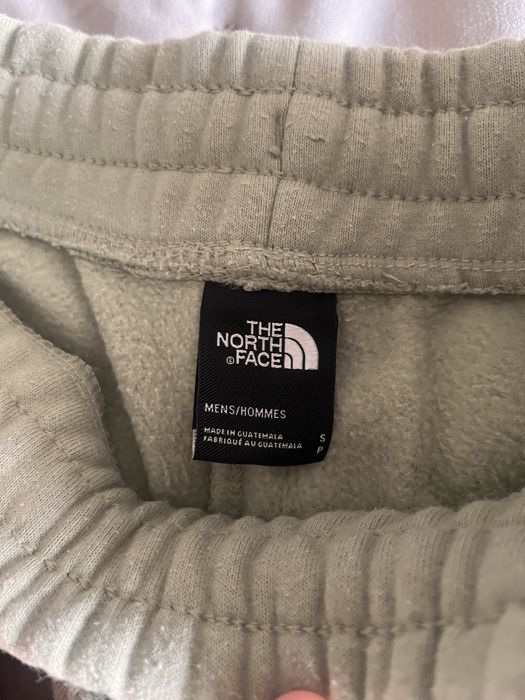 THE
NORTH
®FACE
MENS/HOMMES
MADE IN GUATEMALA
FABRIQUÉ AU GUATEMALA
S
P